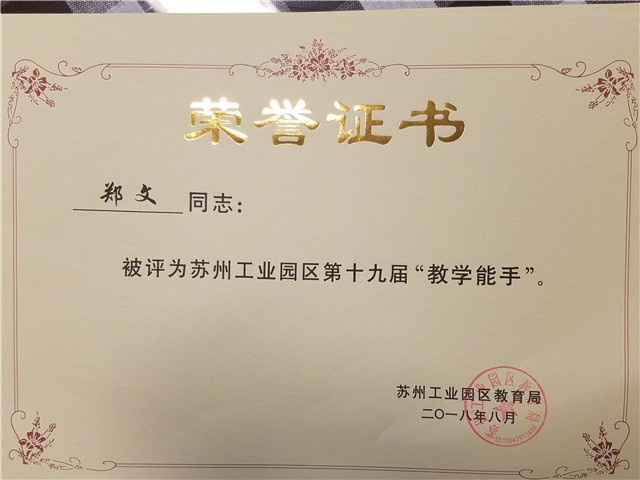 荣誉证书
郑文 同志：
被评为苏州工业园区第十九届“教学能手”。
苏州工业园区教育局
二〇一八年八月